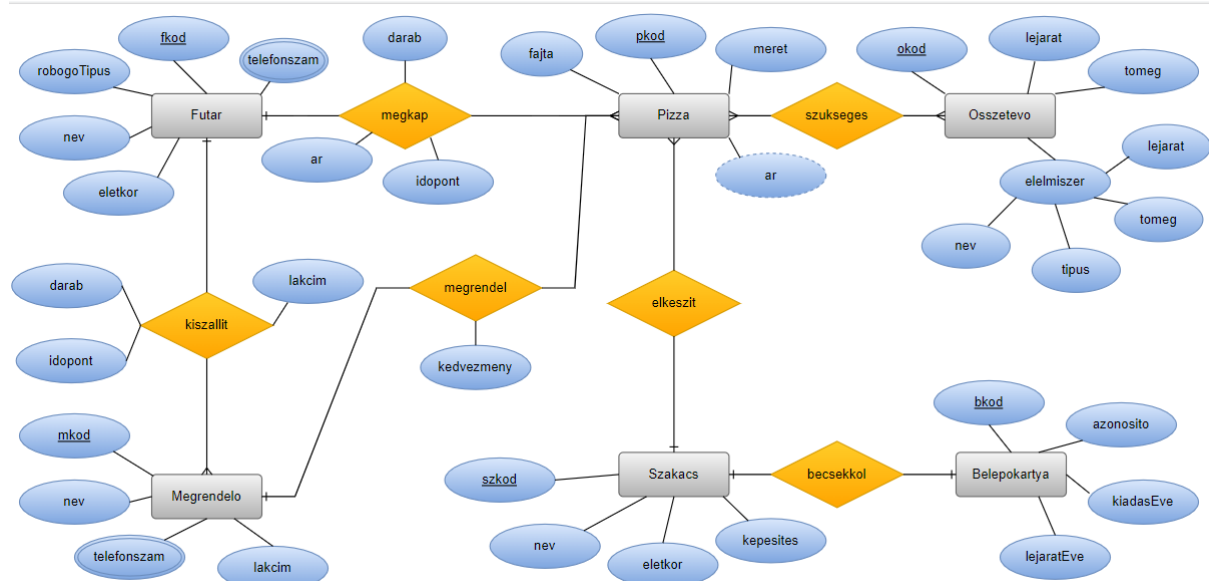 fkod
darab
pkod
lejarat
telefonszam
fajta
meret
okod
robogoTipus
tomeg
Futar
megkap
Pizza
szukseges
Osszetevo
nev
ar
idopont
ar
lejarat
elelmiszer
eletkor
tomeg
nev
tipus
darab
lakcim
megrendel
elkeszit
kiszallit
idopont
kedvezmeny
bkod
azonosito
mkod
szkod
Szakacs
becsekkol
Belepokartya
nev
Megrendelo
kiadasEve
telefonszam
lakcim
nev
eletkor
kepesites
lejaratEve